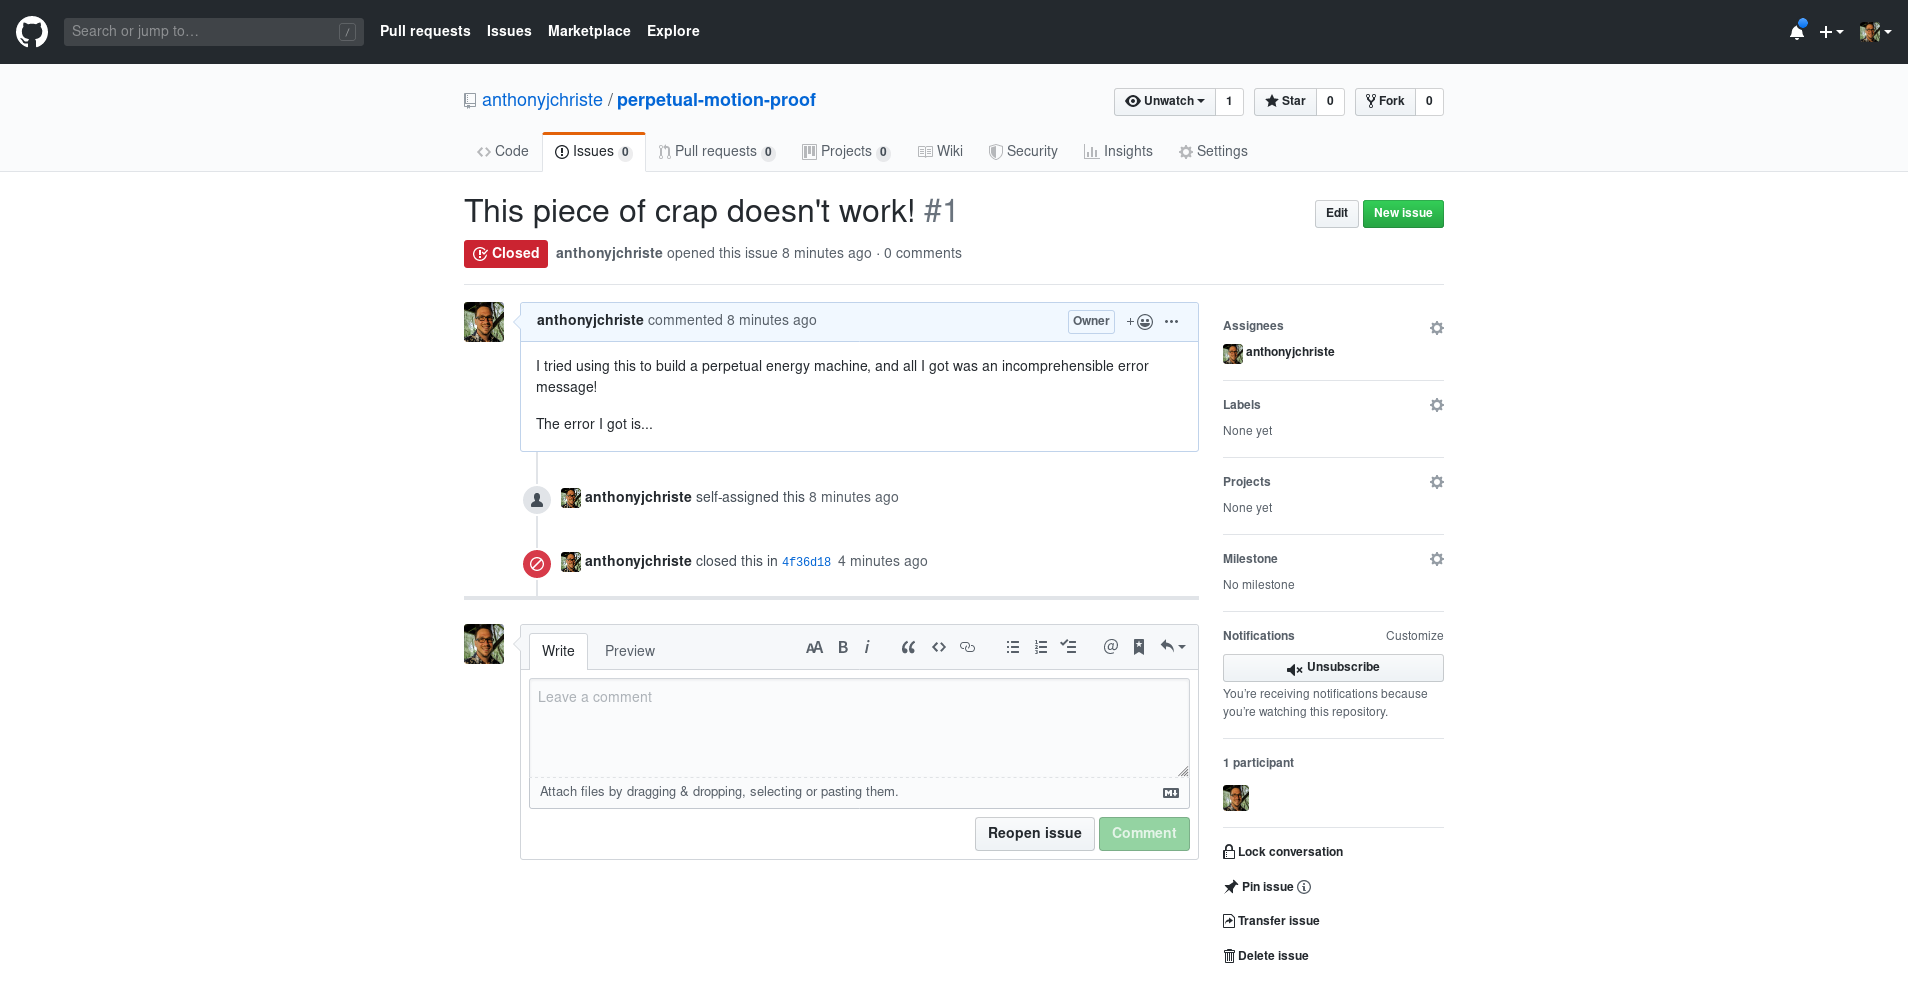 Search or jump to… /
Pull requests Issues Marketplace Explore
anthonyjchriste / perpetual-motion-proof
Unwatch 1 Star 0 Fork 0
Code Issues 0 Pull requests 0 Projects 0 Wiki Security Insights Settings
This piece of crap doesn't work! #1
Edit New issue
Closed anthonyjchriste opened this issue 8 minutes ago · 0 comments
anthonyjchriste commented 8 minutes ago
Owner +
I tried using this to build a perpetual energy machine, and all I got was an incomprehensible error
message!
The error I got is...
anthonyjchriste self-assigned this 8 minutes ago
anthonyjchriste closed this in 4f36d18 4 minutes ago
Write Preview
AA B i @
Leave a comment
Attach files by dragging & dropping, selecting or pasting them.
Reopen issue Comment
Assignees
anthonyjchriste
Labels
None yet
Projects
None yet
Milestone
No milestone
Notifications Customize
Unsubscribe
You're receiving notifications because
you're watching this repository.
1 participant
Lock conversation
Pin issue
Transfer issue
Delete issue